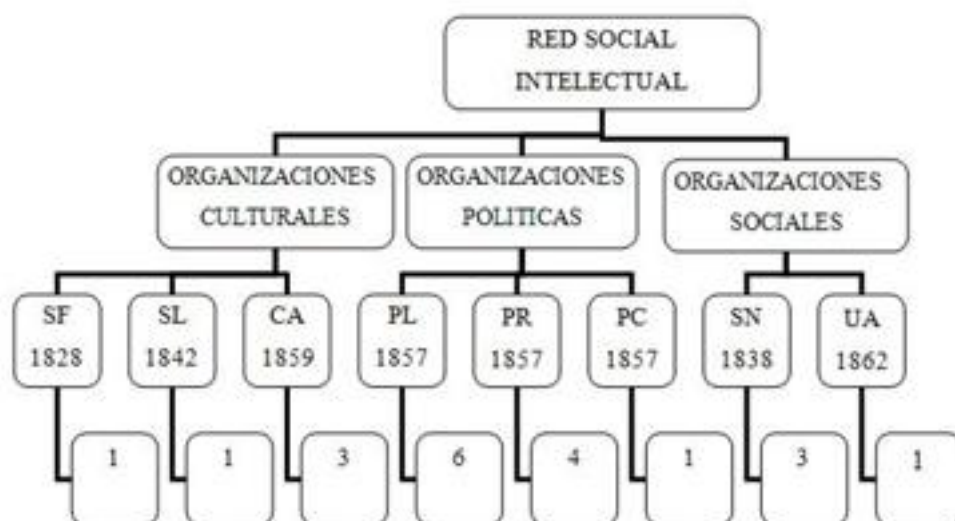 RED SOCIAL
INTELECTUAL
ORGANIZACIONES
CULTURALES
ORGANIZACIONES
POLITICAS
ORGANIZACIONES
SOCIALES
SF
1828
SL
1842
CA
1859
PL
1857
PR
1857
PC
1857
SN
1838
UA
1862
1
1
3
6
4
1
3
1